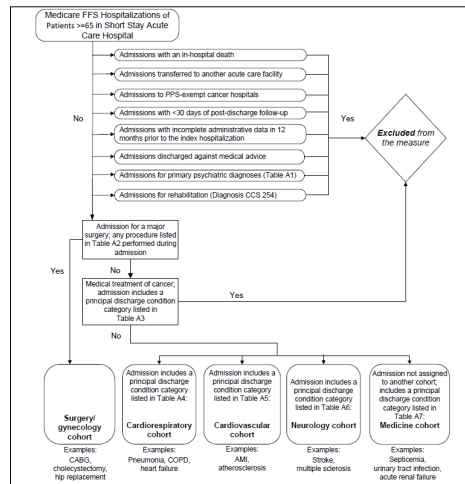 Medicare FFS Hospitalizations of
Patients >=65 in Short Stay Acute
Care Hospital
Admissions with an in-hospital death
Admissions transferred to another acute care facility
Admissions to PPS-exempt cancer hospitals
Yes
No
Admissions with <30 days of post-discharge follow-up
Admissions with incomplete administrative data in 12
months prior to the index hospitalization
Excluded from
the measure
Admissions discharged against medical advice
Admissions for primary psychiatric diagnoses (Table A1)
Admissions for rehabilitation (Diagnosis CCS 254)
Admission for a major
surgery; any procedure listed
in Table A2 performed during
admission
Yes
No
Medical treatment of cancer;
admission includes a
principal discharge condition
category listed in
Table A3
Yes
No
Surgery/
gynecology
cohort
Admission includes a
principal discharge
condition category
listed in Table A4:
Cardiorespiratory
cohort
Admission includes a
principal discharge
condition category
listed in Table A5:
Cardiovascular
cohort
Admission includes a
principal discharge
condition category
listed in Table A6:
Neurology cohort
Admission not assigned
to another cohort;
includes a principal
discharge condition
category listed in Table
A7:
Medicine cohort
Examples:
CABG,
cholecystectomy,
hip replacement
Examples:
Pneumonia, COPD,
heart failure
Examples:
AMI,
atherosclerosis
Examples:
Stroke,
multiple sclerosis
Examples:
Septicemia,
urinary tract infection,
acute renal failure